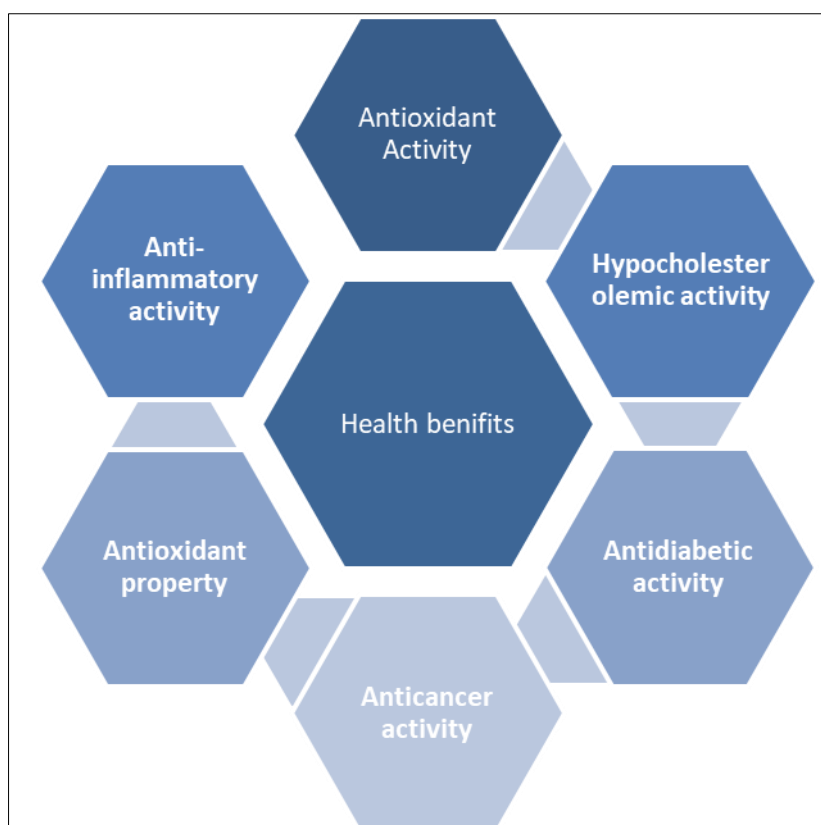 Antioxidant
Activity
Anti-
inflammatory
activity
Hypocholester
olemic activity
Health benifits
Antioxidant
property
Antidiabetic
activity
Anticancer
activity